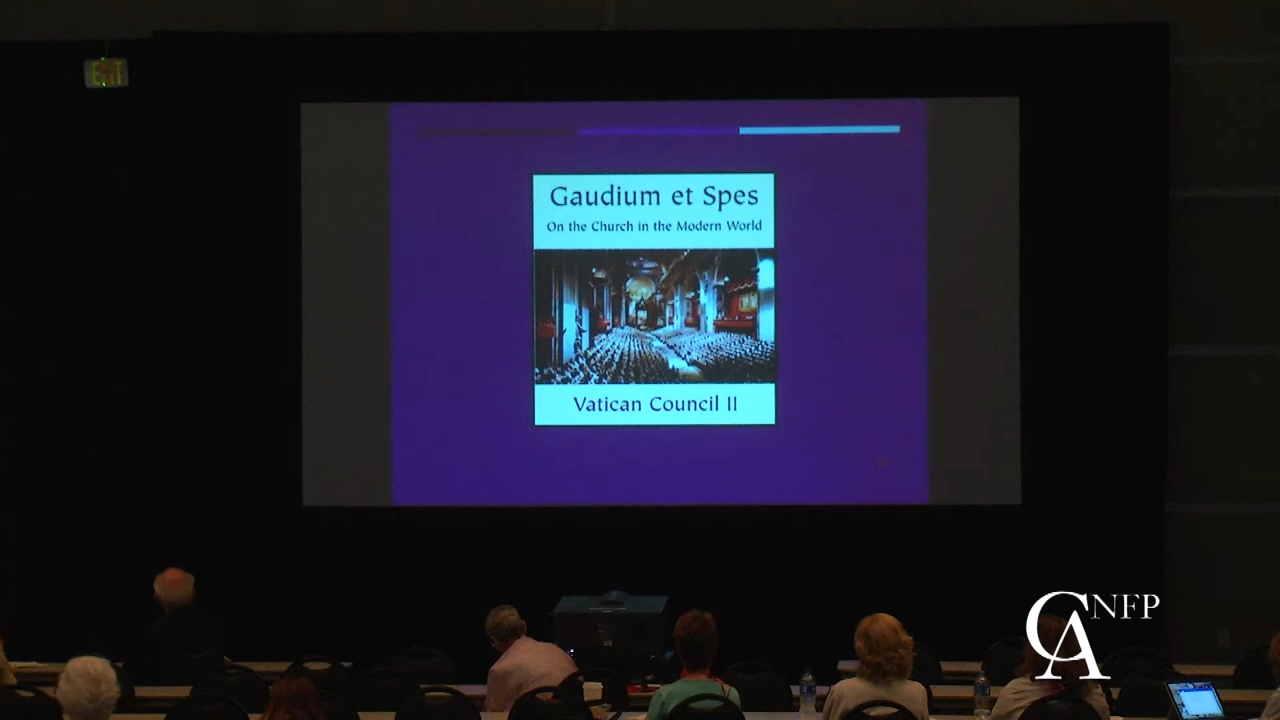 EXIT
Gaudium et Spes
On the Church in the Modern World
Vatican Council II
CA NFP